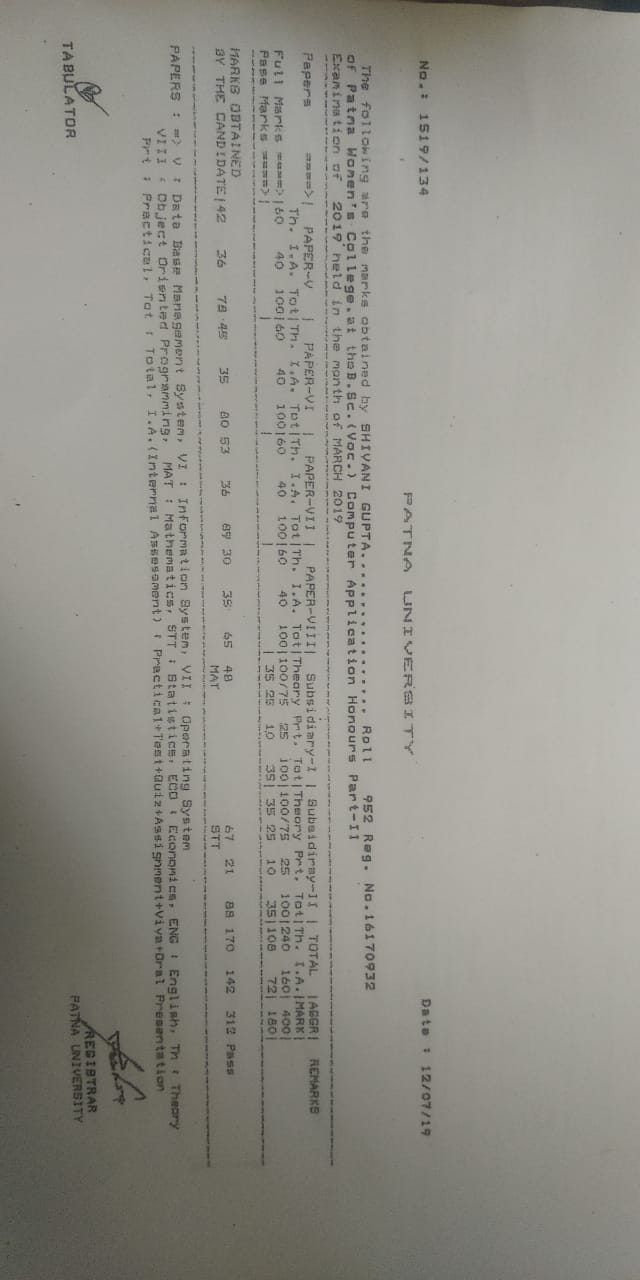 No.: 1519/134 Date : 12/07/19
PATNA UNIVERSITY
The following are the marks obtained by SHIVANI GUPTA................. Roll 952 Reg. No.16170932
of Patna Women's College.at theB.Sc.(Voc.) Computer Application Honours Part-II
Examination of 2019 held in the month of MARCH 2019
Papers ====>| PAPER-V | PAPER-VI | PAPER-VII | PAPER-VIII| Subsidiary-I | Subsidiray-II | TOTAL |AGGR| REMARKS
Th. I.A. Tot|Th. I.A. Tot|Th. I.A. Tot|Th. I.A. Tot|Theory Prt. Tot|Theory Prt. Tot|Th. I.A.|MARK|
Full Marks ====>|60 40 100|60 40 100|60 40 100|60 40 100|100/75 25 100|100/75 25 100|240 160| 400|
Pass Marks ====>| | | | | 35 25 10 35| 35 25 10 35|108 72| 180|
MARKS OBTAINED
BY THE CANDIDATE|42 36 78 45 35 80 53 36 89 30 35 65 48 67 21 88 170 142 312 Pass
MAT STT
PAPERS : => V : Data Base Management System, VI : Information System, VII : Operating System
VIII : Object Oriented Programming, MAT : Mathematics, STT : Statistics, ECO : Economics, ENG : English, Th : Theory
Prt : Practical, Tot : Total, I.A.(Internal Assessment) : Practical+Test+Quiz+Assignment+Viva+Oral Presentation
TABULATOR
REGISTRAR
PATNA UNIVERSITY